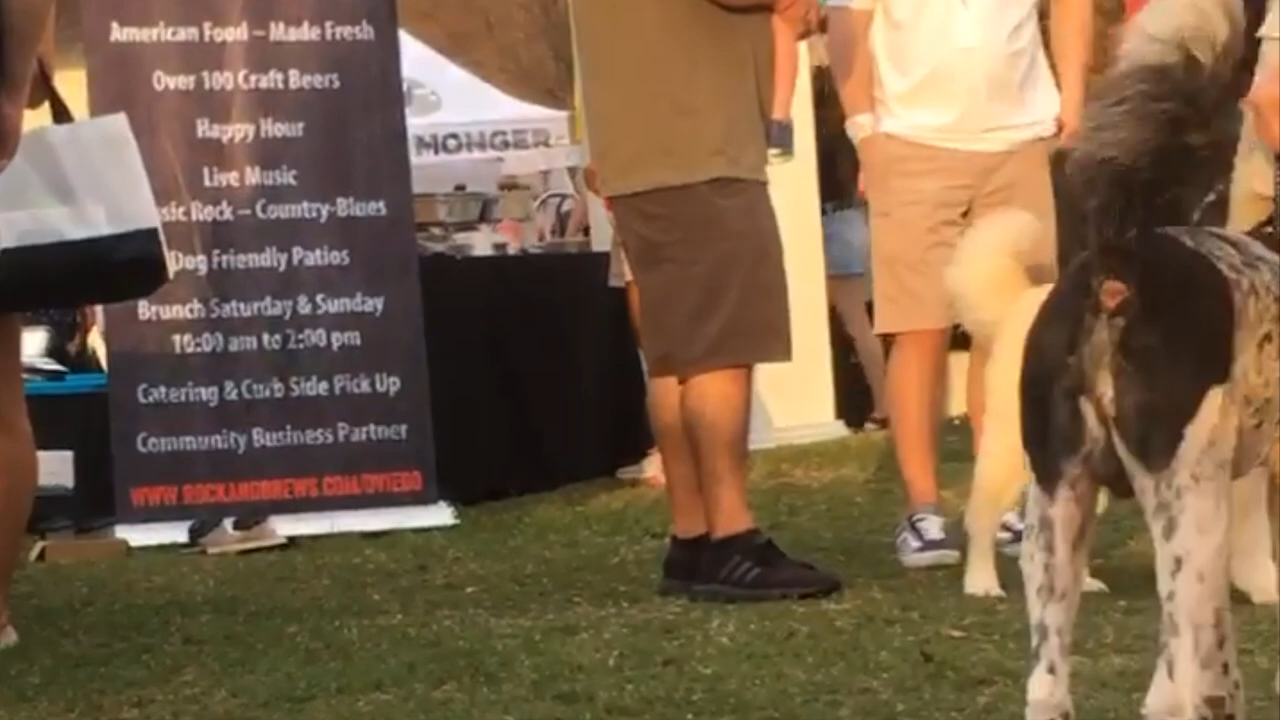 American Food – Made Fresh
Over 100 Craft Beers
Happy Hour
Live Music
sic Rock – Country-Blues
Dog Friendly Patios
Brunch Saturday & Sunday
10:00 am to 2:00 pm
Catering & Curb Side Pick Up
Community Business Partner
WWW.ROCKANDBREWS.COM/OVIEDO
MONGER